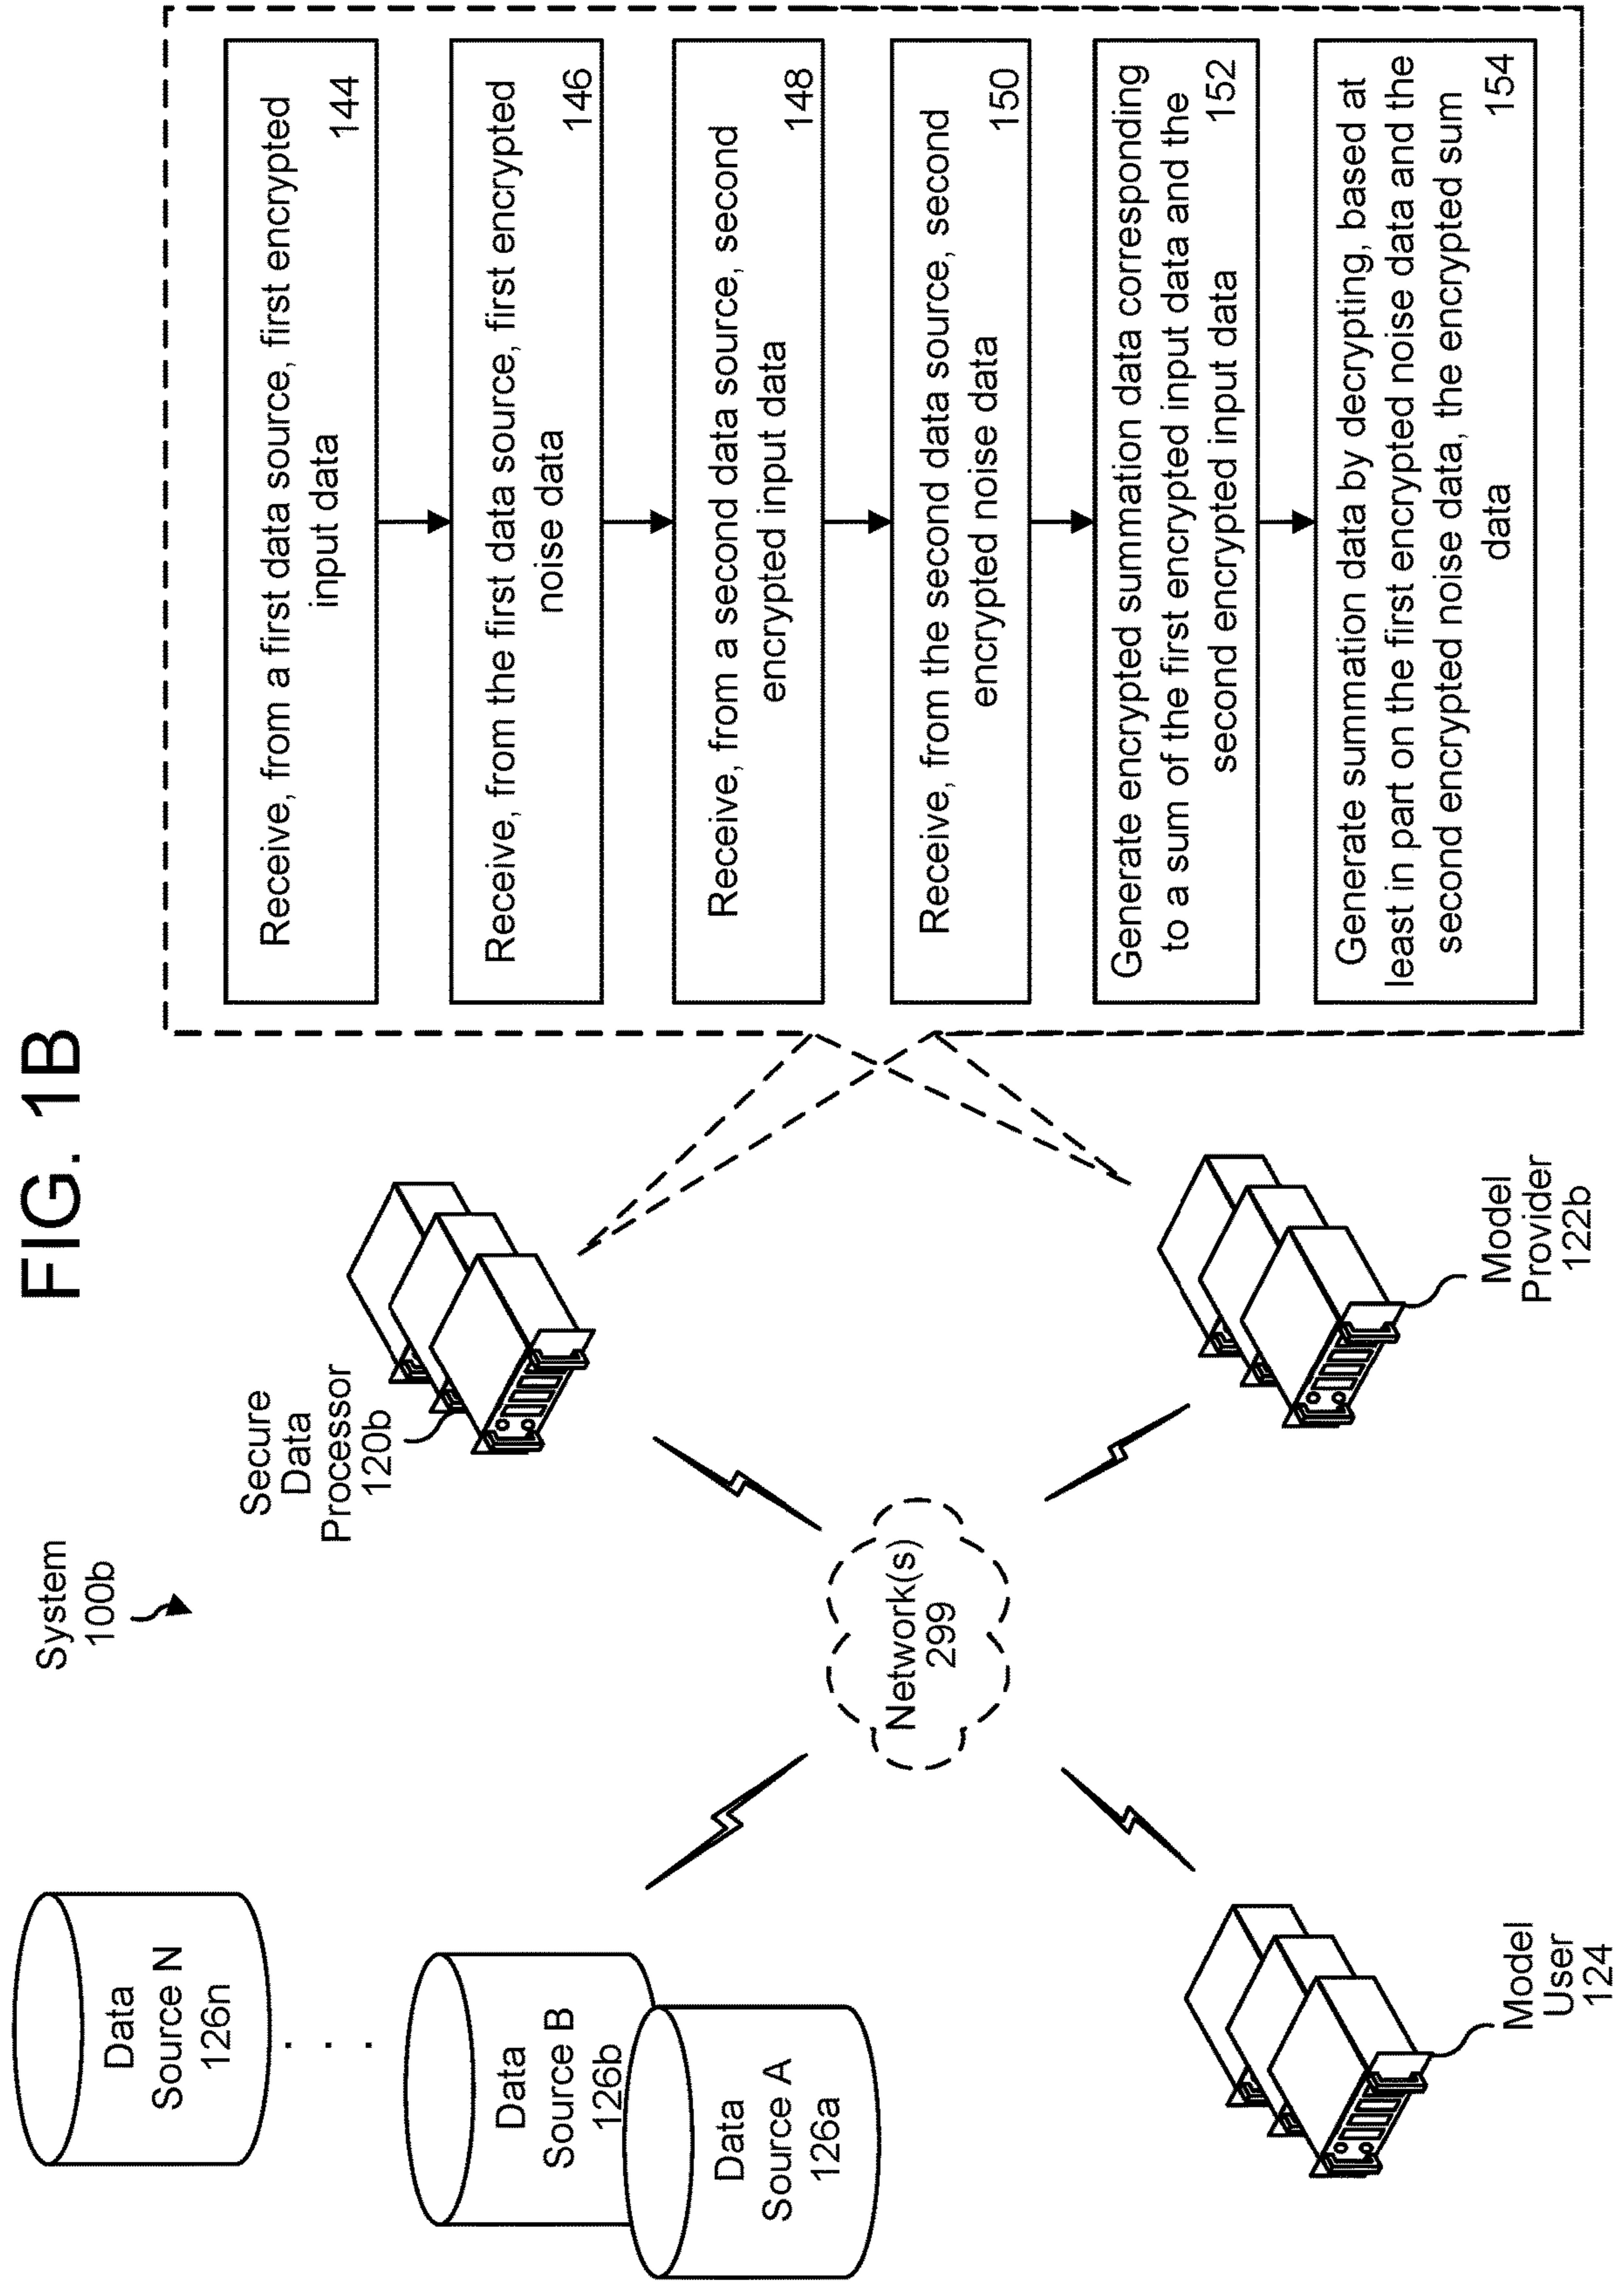 FIG. 1B
System
100b
Data
Source N
126n
. . .
Data
Source B
126b
Data
Source A
126a
Secure
Data
Processor
120b
Network(s)
299
Model
User
124
Model
Provider
122b
Receive, from a first data source, first encrypted
input data
144
Receive, from the first data source, first encrypted
noise data
146
Receive, from a second data source, second
encrypted input data
148
Receive, from the second data source, second
encrypted noise data
150
Generate encrypted summation data corresponding
to a sum of the first encrypted input data and the
second encrypted input data
152
Generate summation data by decrypting, based at
least in part on the first encrypted noise data and the
second encrypted noise data, the encrypted sum
data
154